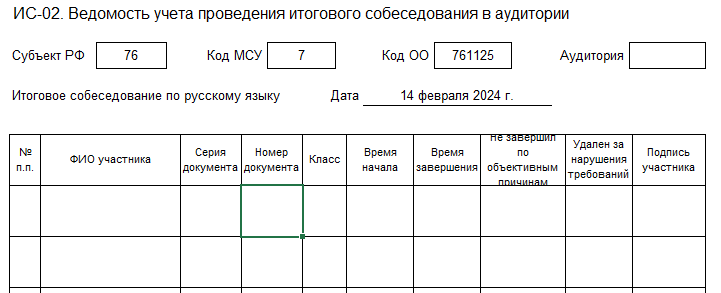 ИС-02. Ведомость учета проведения итогового собеседования в аудитории
Субъект РФ 76 Код МСУ 7 Код ОО 761125 Аудитория
Итоговое собеседование по русскому языку Дата 14 февраля 2024 г.
№ п.п.
ФИО участника
Серия документа
Номер документа
Класс
Время начала
Время завершения
Не завершил по объективным причинам
Удален за нарушения требований
Подпись участника